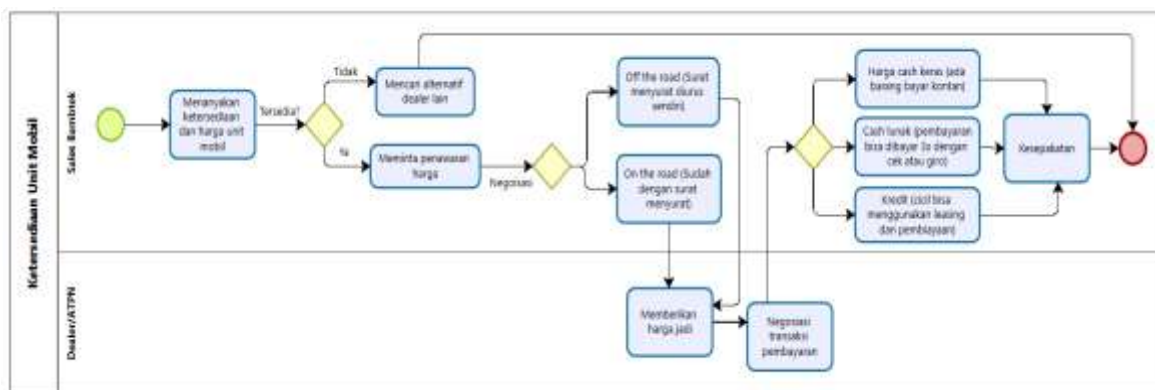 Ketersediaan Unit Mobil
Sales
Dealer/ATPN
Menanyakan
ketersediaan
dan harga unit
mobil
Tersedia?
Tidak
Ya
Mencari alternatif
dealer lain
Meminta penawaran
harga
Negosiasi
Off the road (Surat
menyurat diurus
sendiri)
On the road (Sudah
dengan surat
menyurat)
Memberikan
harga jadi
Negosiasi
transaksi
pembayaran
Harga cash keras (ada
barang bayar kontan)
Cash lunak (pembayaran
bisa dibayar dengan
cek atau giro)
Kredit (cicil bisa
menggunakan leasing
dan pembiayaan)
Kesepakatan